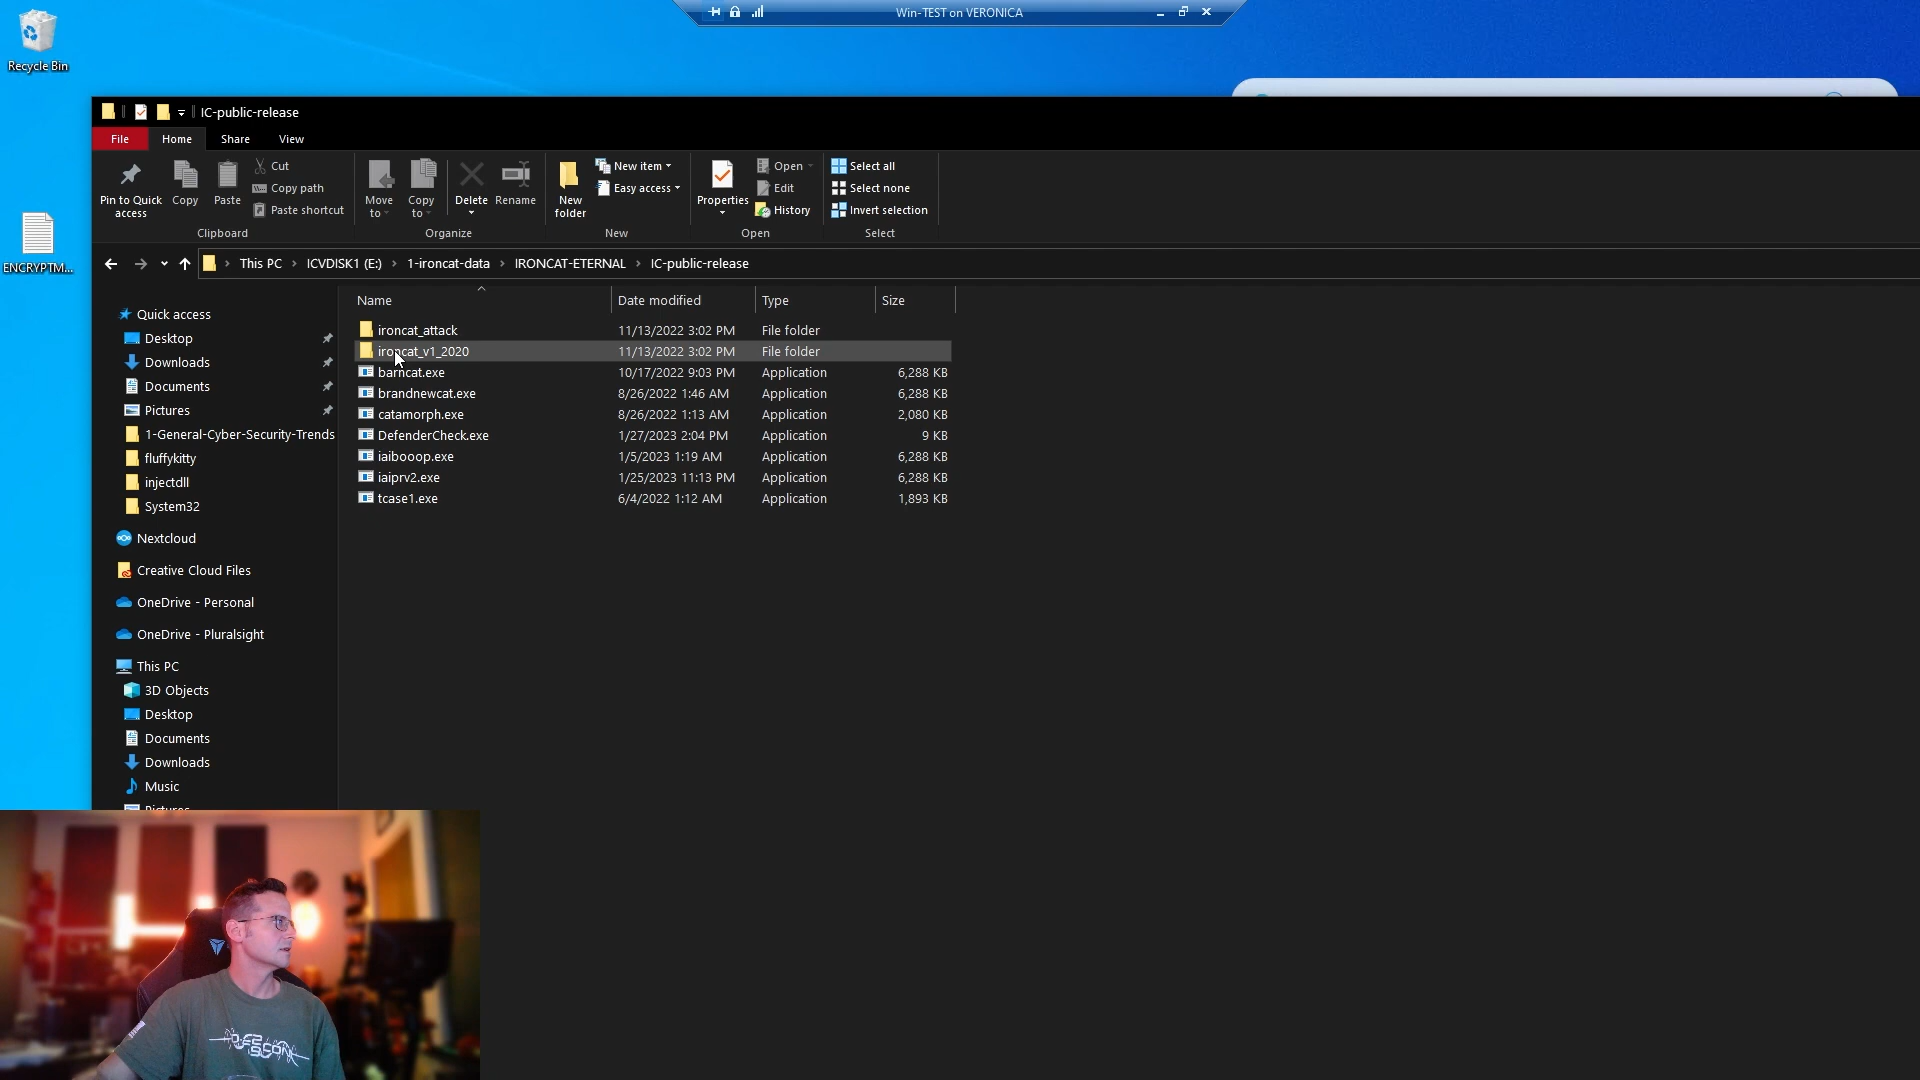 Win-TEST on VERONICA
Recycle Bin
ENCRYPTM...
IC-public-release
File Home Share View
Pin to Quick access
Copy
Paste
Cut
Copy path
Paste shortcut
Clipboard
Move to
Copy to
Delete
Rename
Organize
New folder
New item
Easy access
New
Properties
Open
Edit
History
Open
Select all
Select none
Invert selection
Select
This PC > ICVDISK1 (E:) > 1-ironcat-data > IRONCAT-ETERNAL > IC-public-release
Quick access
Desktop
Downloads
Documents
Pictures
1-General-Cyber-Security-Trends
fluffykitty
injectdll
System32
Nextcloud
Creative Cloud Files
OneDrive - Personal
OneDrive - Pluralsight
This PC
3D Objects
Desktop
Documents
Downloads
Music
Pictures
Name Date modified Type Size
ironcat_attack 11/13/2022 3:02 PM File folder
ironcat_v1_2020 11/13/2022 3:02 PM File folder
barncat.exe 10/17/2022 9:03 PM Application 6,288 KB
brandnewcat.exe 8/26/2022 1:46 AM Application 6,288 KB
catamorph.exe 8/26/2022 1:13 AM Application 2,080 KB
DefenderCheck.exe 1/27/2023 2:04 PM Application 9 KB
iaibooop.exe 1/5/2023 1:19 AM Application 6,288 KB
iaiprv2.exe 1/25/2023 11:13 PM Application 6,288 KB
tcase1.exe 6/4/2022 1:12 AM Application 1,893 KB